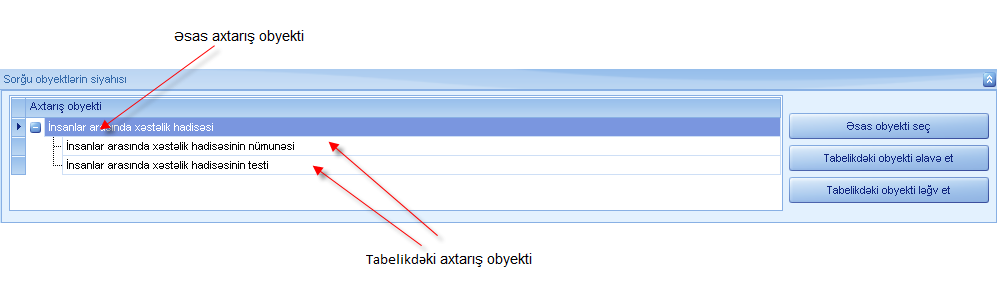 Əsas axtarış obyekti
Sorğu obyektlərin siyahısı
Axtarış obyekti
İnsanlar arasında xəstəlik hadisəsi
Əsas obyekti seç
İnsanlar arasında xəstəlik hadisəsinin nümunəsi
Tabelikdəki obyekti əlavə et
İnsanlar arasında xəstəlik hadisəsinin testi
Tabelikdəki obyekti ləğv et
Tabelikdəki axtarış obyekti